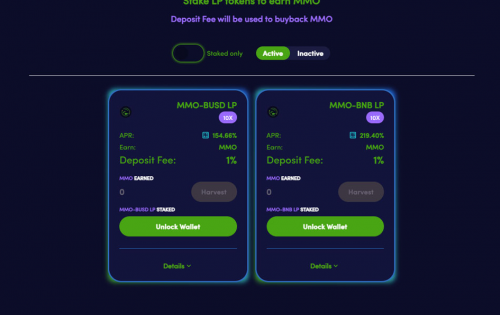 Stake LP tokens to earn MMO
Deposit Fee will be used to buyback MMO
Staked only
Active Inactive
MMO-BUSD LP
10X
APR: 154.66%
Earn: MMO
Deposit Fee: 1%
MMO EARNED
0 Harvest
MMO-BUSD LP STAKED
Unlock Wallet
Details
MMO-BNB LP
10X
APR: 219.40%
Earn: MMO
Deposit Fee: 1%
MMO EARNED
0 Harvest
MMO-BNB LP STAKED
Unlock Wallet
Details